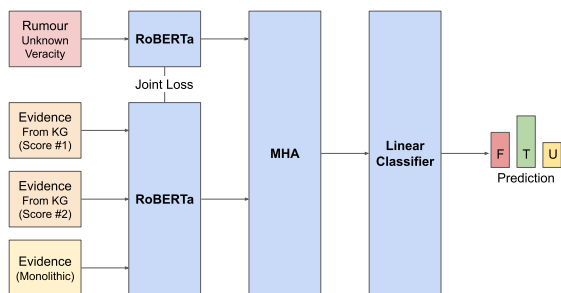 Rumour
Unknown
Veracity
RoBERTa
Joint Loss
Evidence
From KG
(Score #1)
Evidence
From KG
(Score #2)
Evidence
(Monolithic)
RoBERTa
MHA
Linear
Classifier
F T U
Prediction